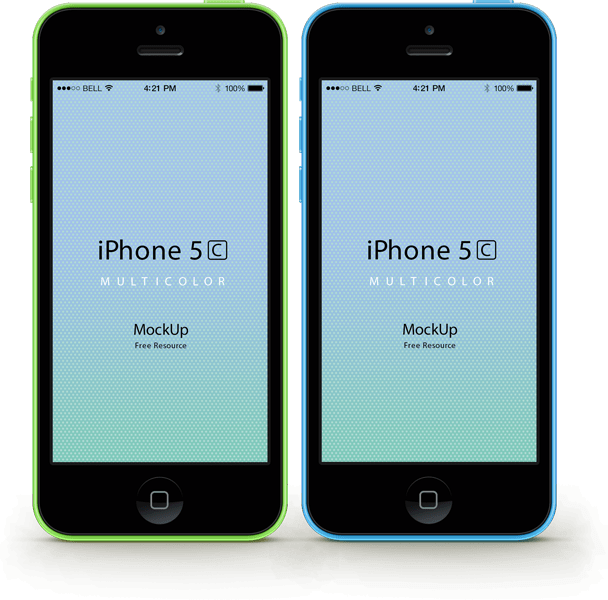 BELL 4:21 PM 100%
iPhone 5 C
MULTICOLOR
MockUp
Free Resource
BELL 4:21 PM 100%
iPhone 5 C
MULTICOLOR
MockUp
Free Resource